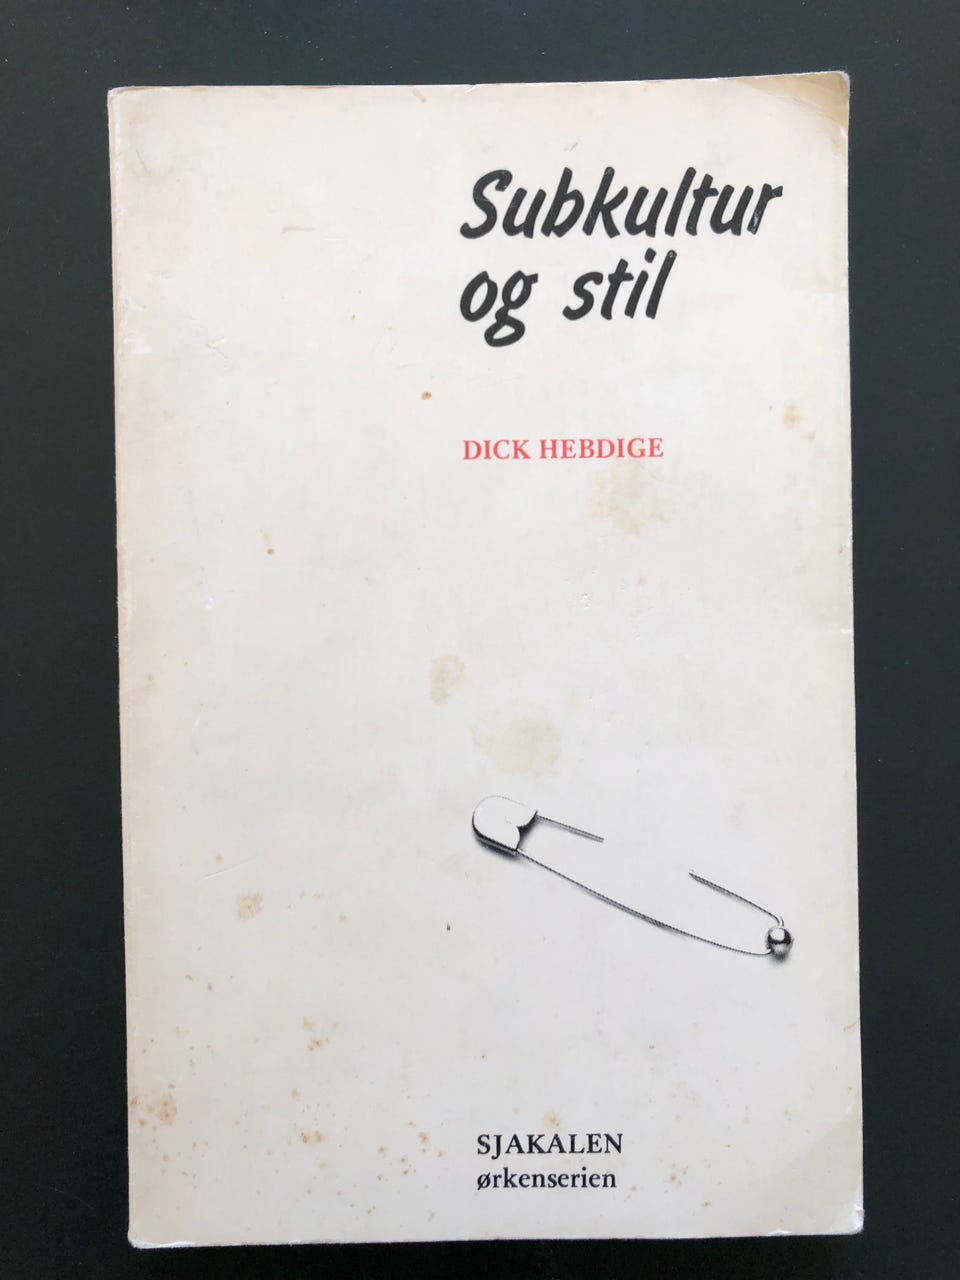 Subkultur
og stil
DICK HEBDIGE
SJAKALEN
ørkenserien